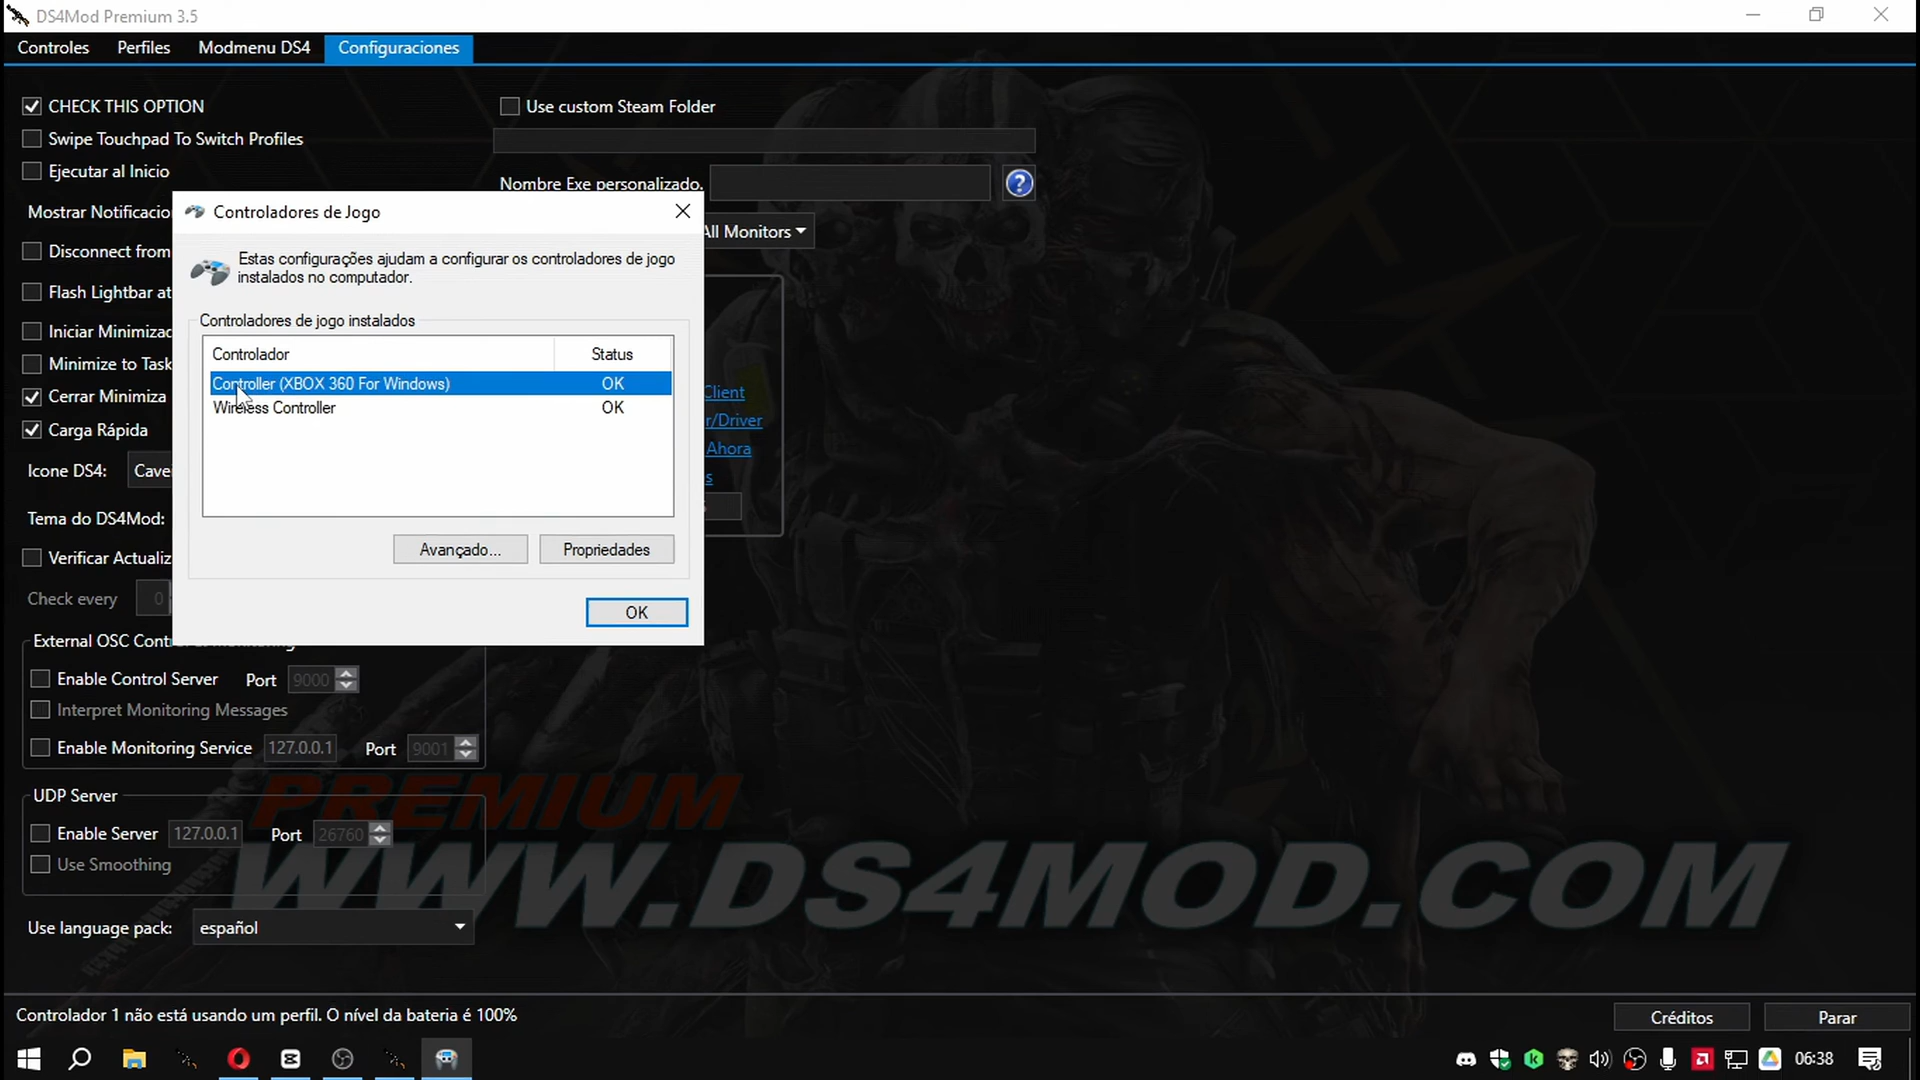 DS4Mod Premium 3.5
Controles Perfiles Modmenu DS4 Configuraciones
CHECK THIS OPTION
Swipe Touchpad To Switch Profiles
Ejecutar al Inicio
Mostrar Notificacio
Disconnect from
Flash Lightbar at
Iniciar Minimizad
Minimize to Task
Cerrar Minimiza
Carga Rápida
Icone DS4: Cave
Tema do DS4Mod:
Verificar Actualiz
Check every 0
Use custom Steam Folder
Nombre Exe personalizado.
All Monitors
Client
r/Driver
Ahora
s
Controladores de Jogo
Estas configurações ajudam a configurar os controladores de jogo
instalados no computador.
Controladores de jogo instalados
Controlador Status
Controller (XBOX 360 For Windows) OK
Wireless Controller OK
Avançado... Propriedades
OK
External OSC Cont
Enable Control Server Port 9000
Interpret Monitoring Messages
Enable Monitoring Service 127.0.0.1 Port 9001
UDP Server
Enable Server 127.0.0.1 Port 26760
Use Smoothing
Use language pack: español
PREMIUM
WWW.DS4MOD.COM
Controlador 1 não está usando um perfil. O nível da bateria é 100%
Créditos Parar
06:38